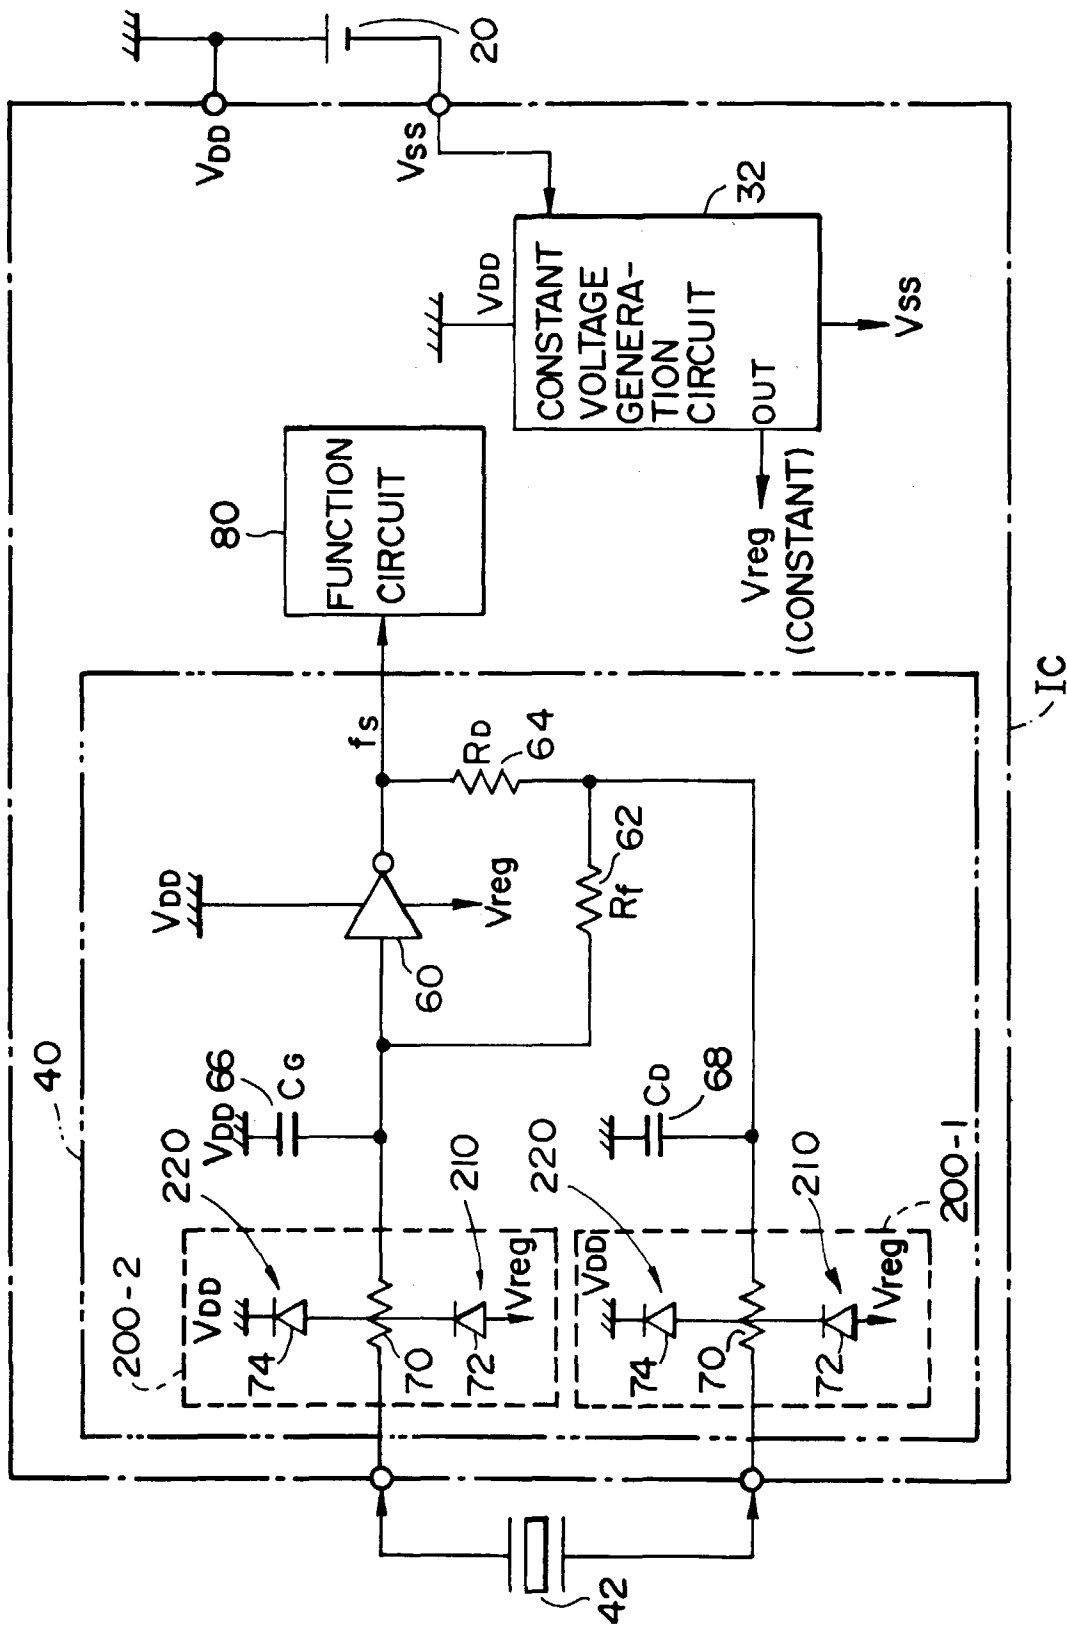 40
200-2
VDD
220
74
70
210
72
Vreg
VDD 66
CG
VDD
60
Vreg
fs
RD
64
62
Rf
80
FUNCTION
CIRCUIT
VDD
VSS
20
VDD
CONSTANT
VOLTAGE
GENERA-
TION
CIRCUIT
OUT
32
Vreg
(CONSTANT)
VSS
42
VDD
220
74
70
210
72
Vreg
200-1
CD
68
IC